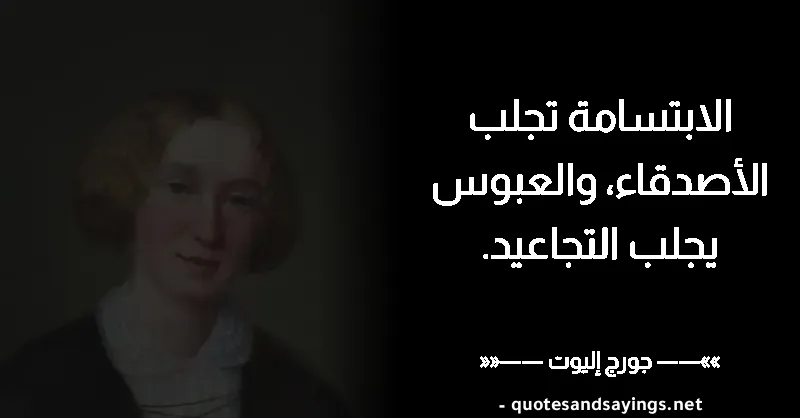 الابتسامة تجلب
الأصدقاء، والعبوس
يجلب التجاعيد.
»»—— جورج إليوت ——««
- quotesandsayings.net